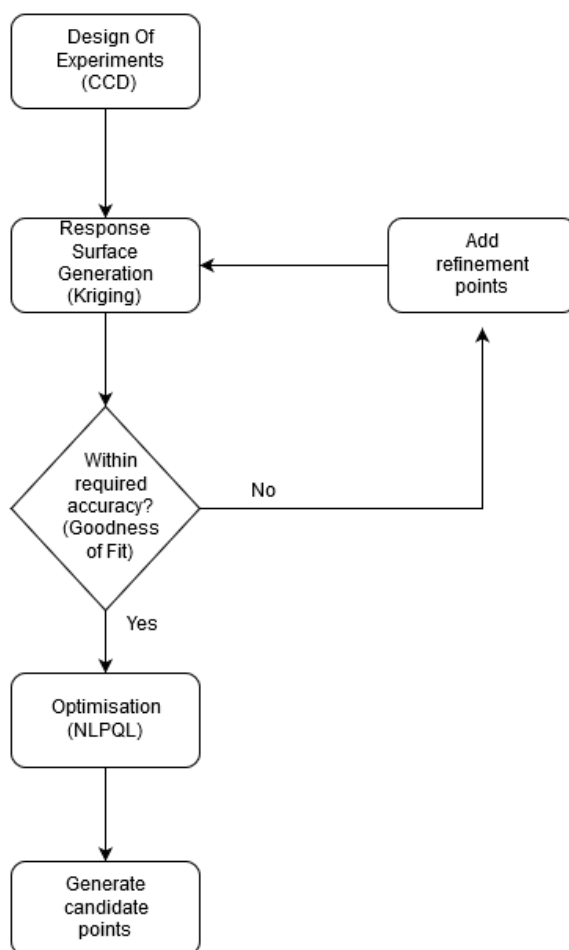 Design Of
Experiments
(CCD)
Response
Surface
Generation
(Kriging)
Add
refinement
points
Within
required
accuracy?
(Goodness
of Fit)
No
Yes
Optimisation
(NLPQL)
Generate
candidate
points